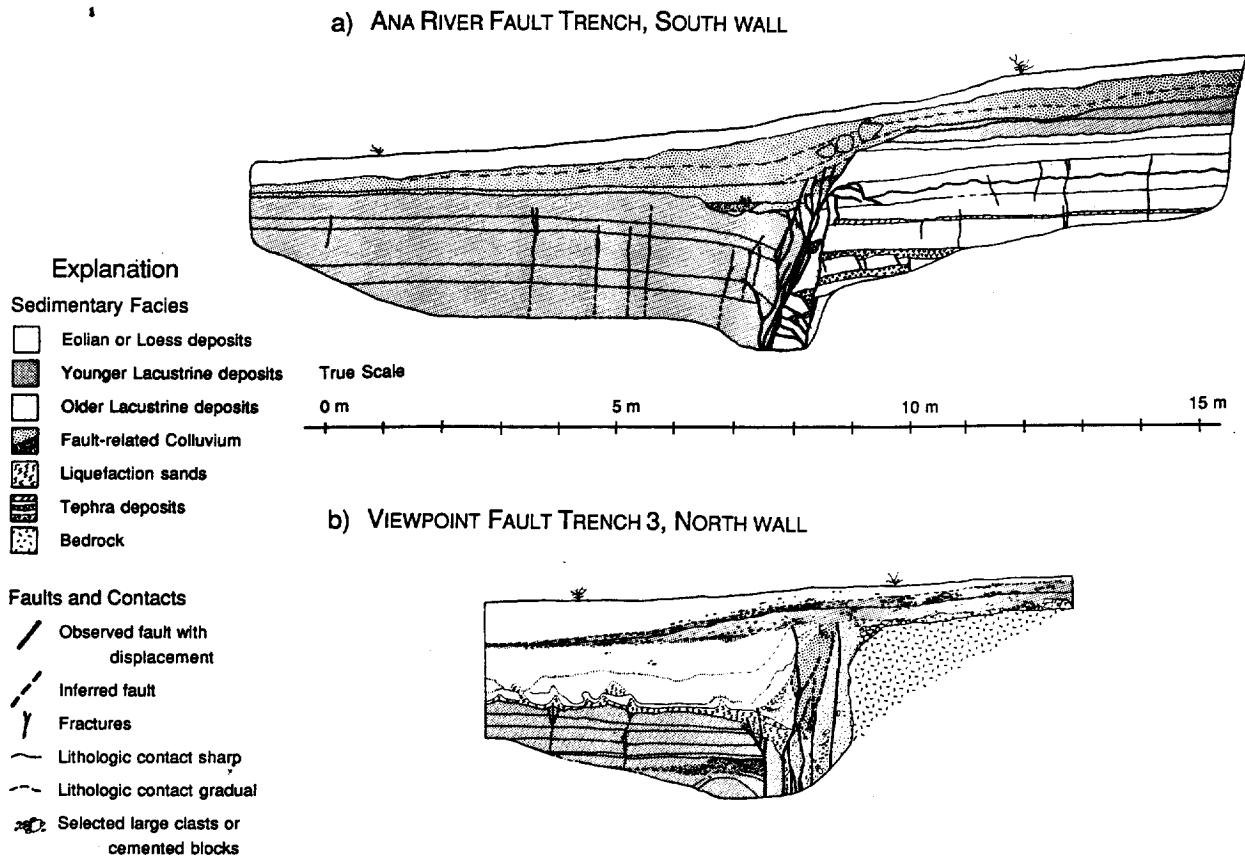 a) ANA RIVER FAULT TRENCH, SOUTH WALL
Explanation
Sedimentary Facies
Eolian or Loess deposits
Younger Lacustrine deposits
Older Lacustrine deposits
Fault-related Colluvium
Liquefaction sands
Tephra deposits
Bedrock
Faults and Contacts
Observed fault with
displacement
Inferred fault
Fractures
Lithologic contact sharp
Lithologic contact gradual
Selected large clasts or
cemented blocks
True Scale
0 m 5 m 10 m 15 m
b) VIEWPOINT FAULT TRENCH 3, NORTH WALL